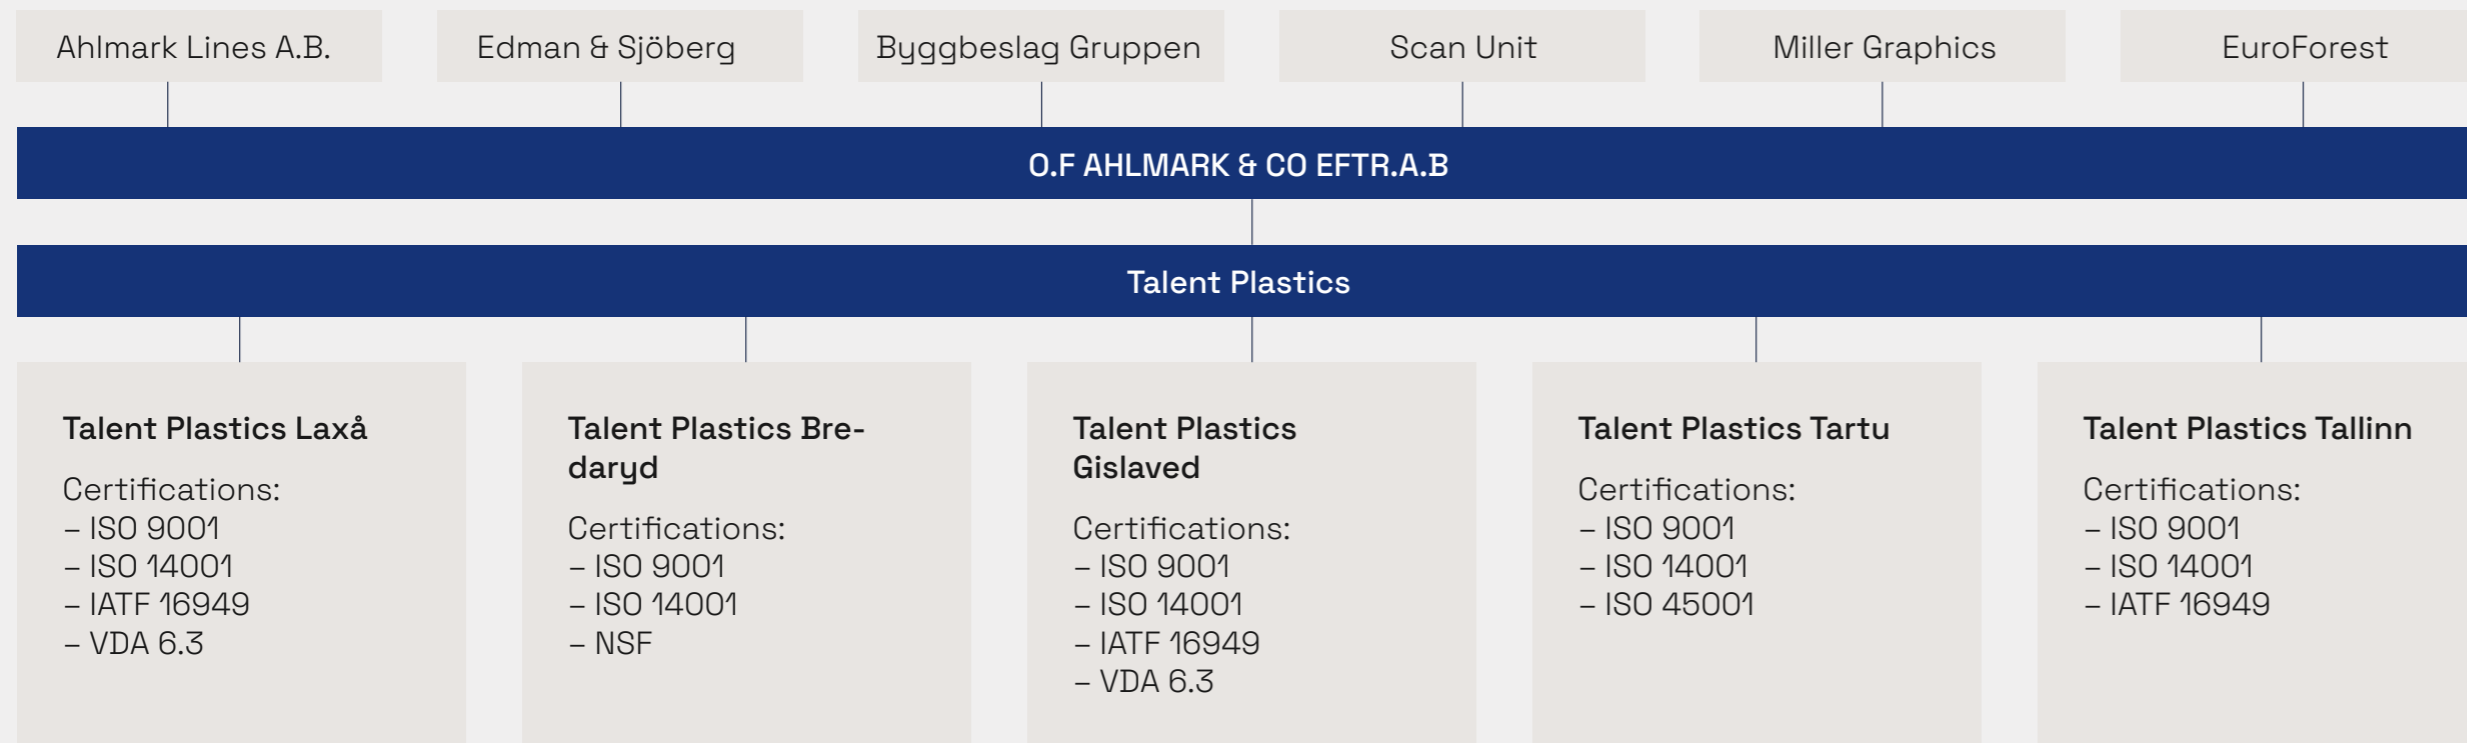 Ahlmark Lines A.B.
Edman & Sjöberg
Byggbeslag Gruppen
Scan Unit
Miller Graphics
EuroForest
O.F AHLMARK & CO EFTR.A.B
Talent Plastics
Talent Plastics Laxå
Certifications:
– ISO 9001
– ISO 14001
– IATF 16949
– VDA 6.3
Talent Plastics Bre-
daryd
Certifications:
– ISO 9001
– ISO 14001
– NSF
Talent Plastics
Gislaved
Certifications:
– ISO 9001
– ISO 14001
– IATF 16949
– VDA 6.3
Talent Plastics Tartu
Certifications:
– ISO 9001
– ISO 14001
– ISO 45001
Talent Plastics Tallinn
Certifications:
– ISO 9001
– ISO 14001
– IATF 16949